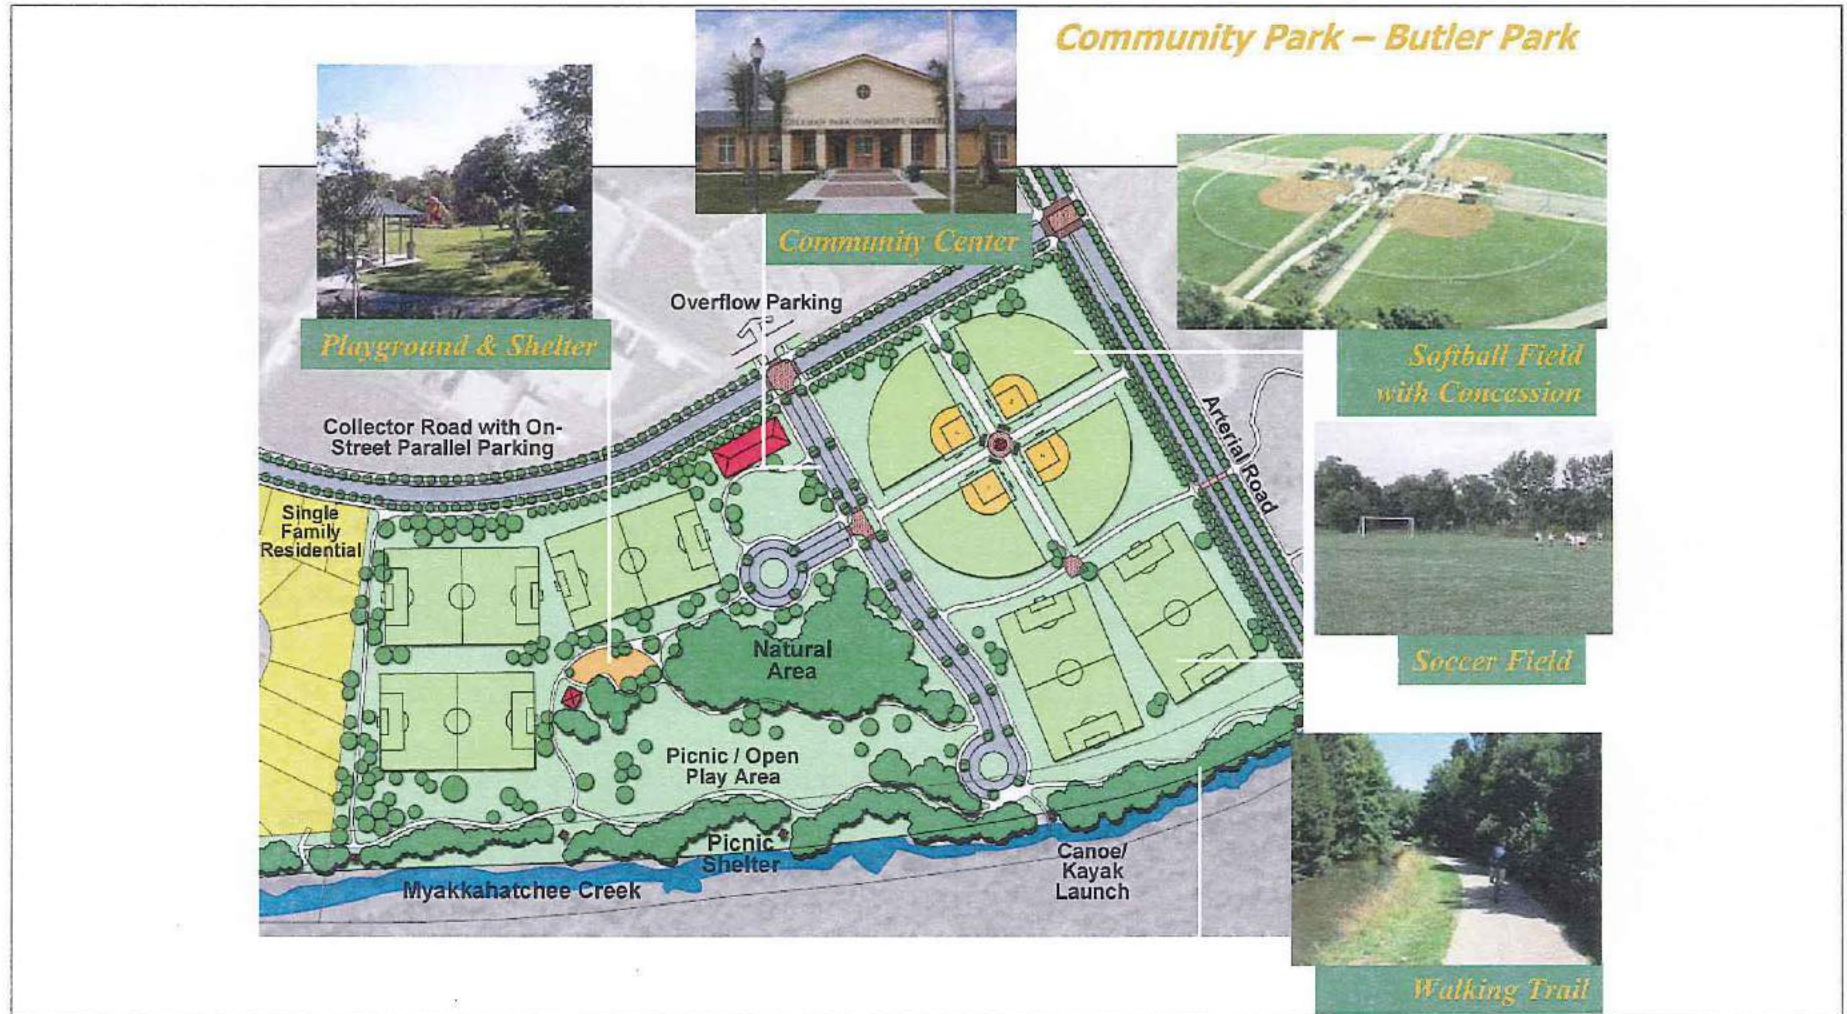 Community Park – Butler Park
Community Center
Playground & Shelter
Overflow Parking
Softball Field
with Concession
Collector Road with On-
Street Parallel Parking
Arterial Road
Single
Family
Residential
Natural
Area
Soccer Field
Picnic / Open
Play Area
Picnic
Shelter
Canoe/
Kayak
Launch
Myakkahatchee Creek
Walking Trail